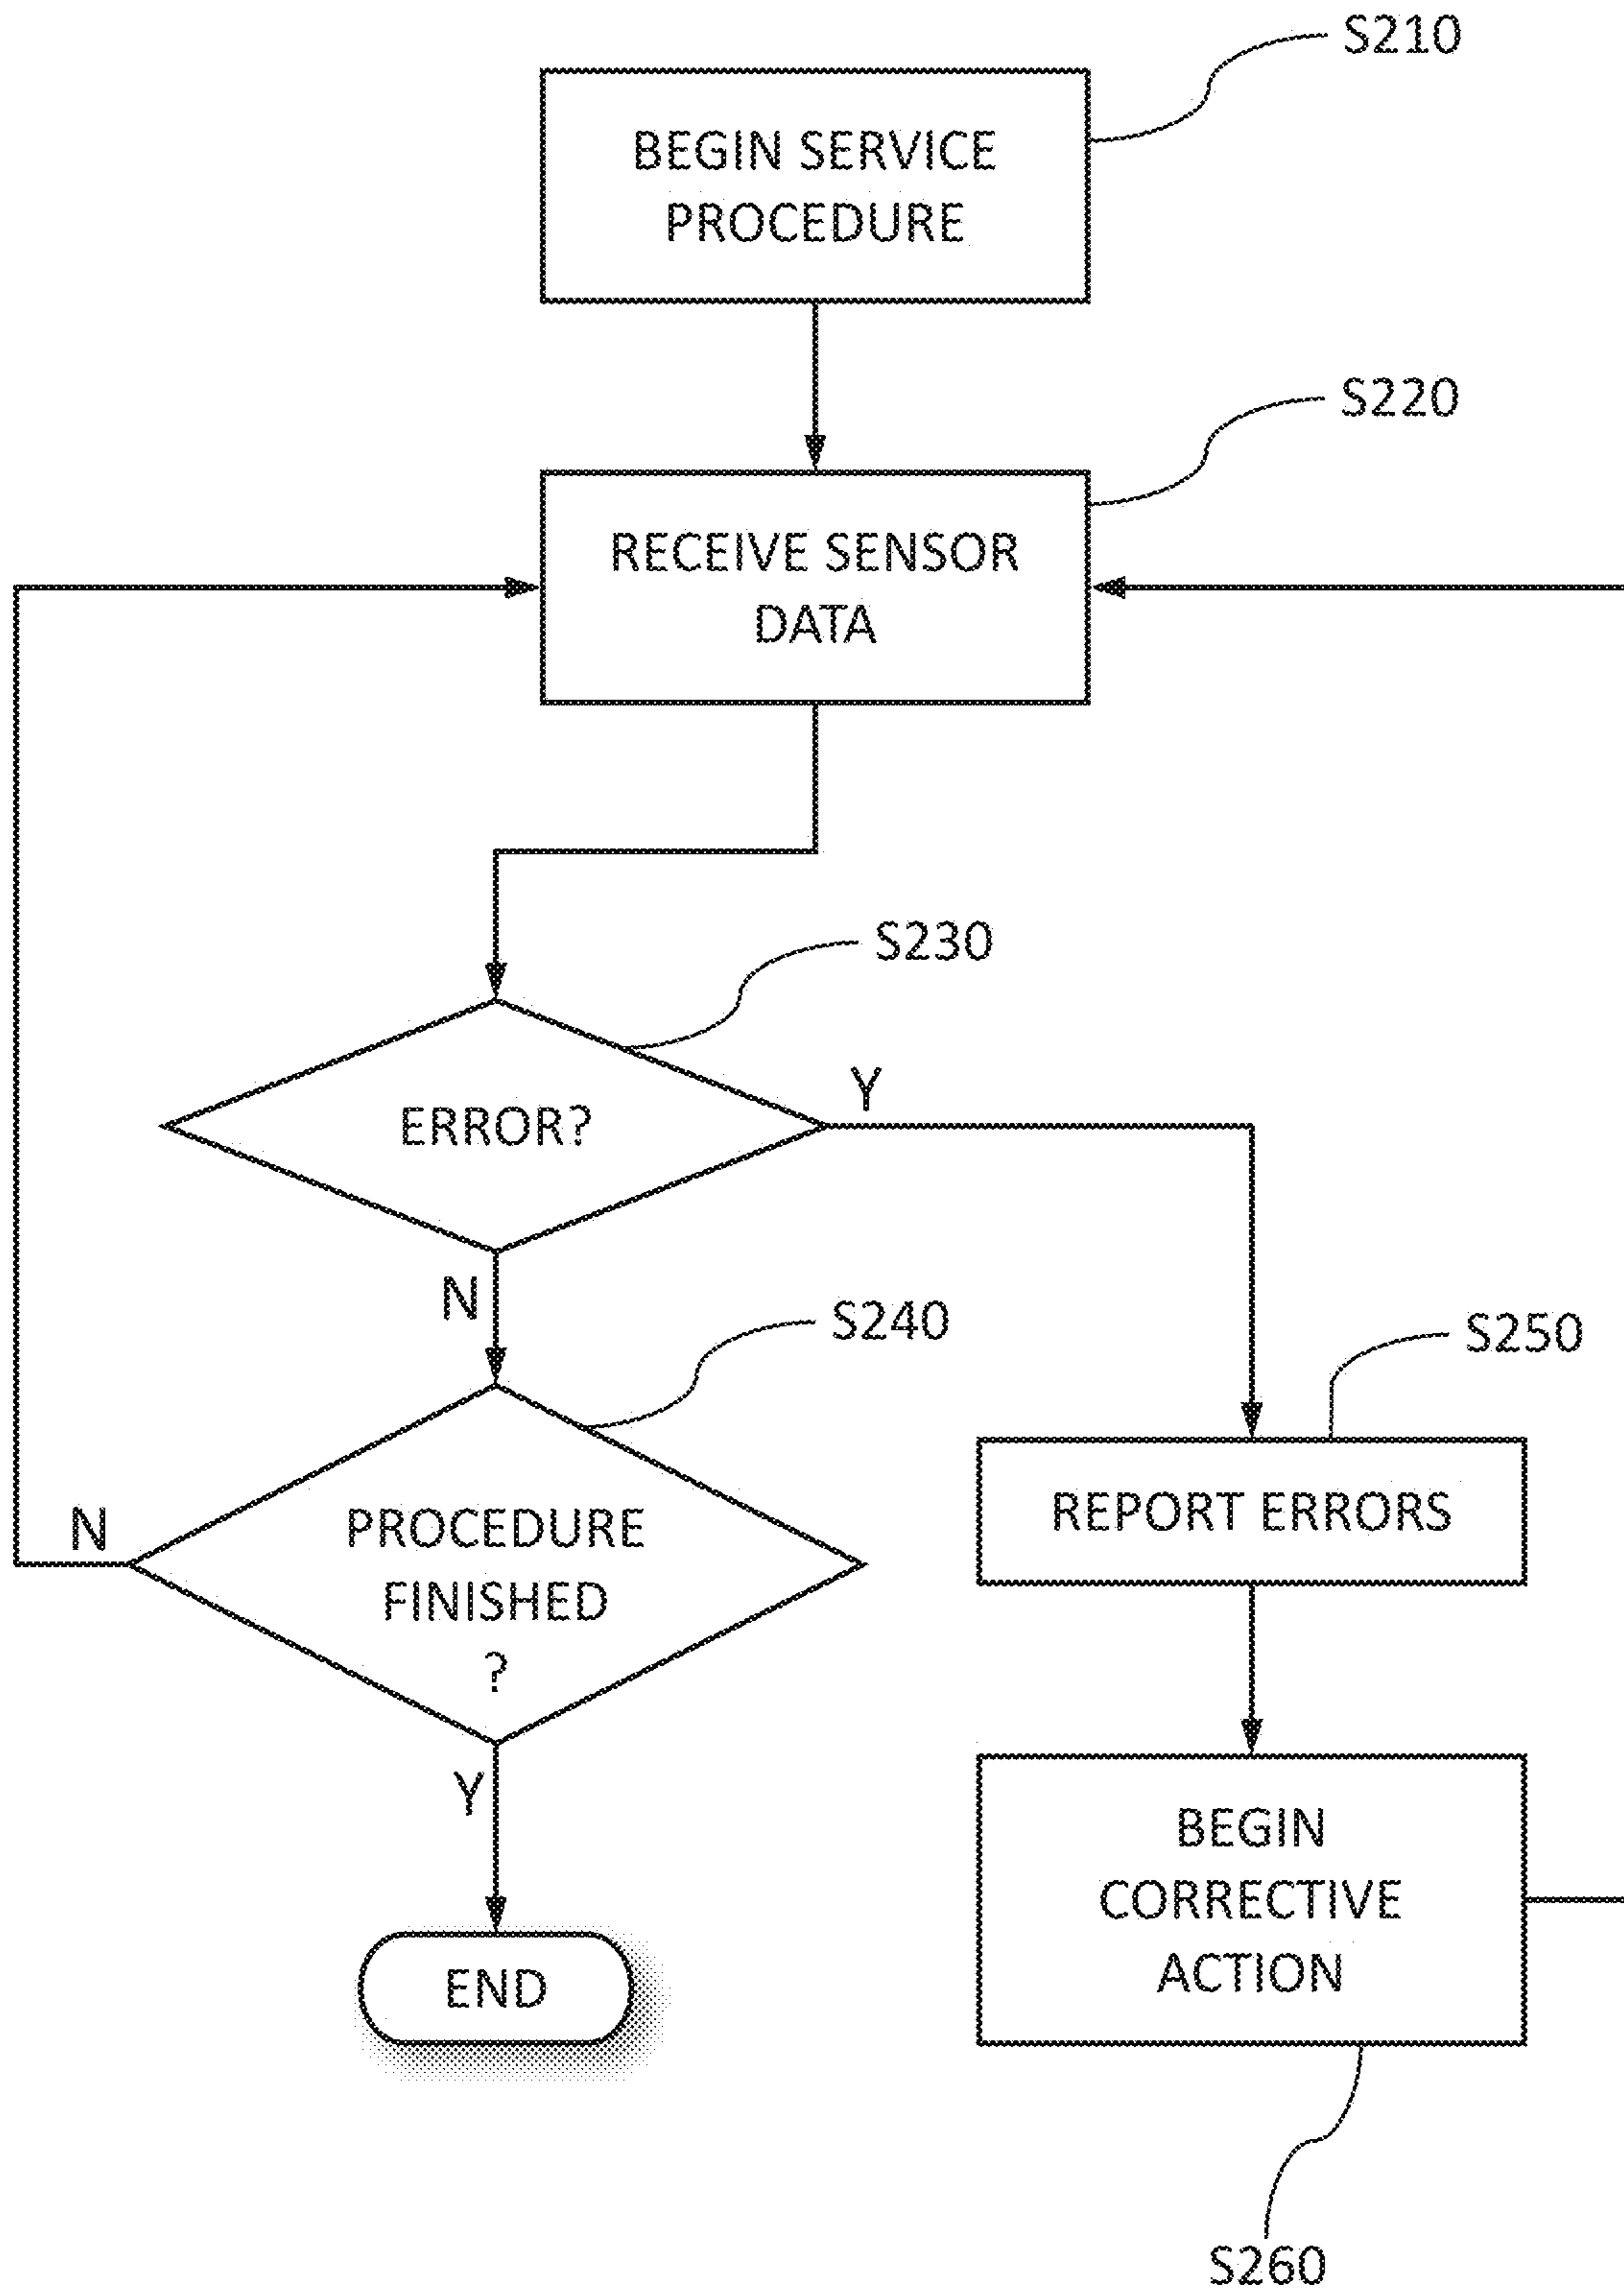 S210
BEGIN SERVICE
PROCEDURE
S220
RECEIVE SENSOR
DATA
S230
Y
ERROR?
N
S240
S250
N
PROCEDURE
FINISHED
?
REPORT ERRORS
Y
BEGIN
CORRECTIVE
ACTION
END
S260